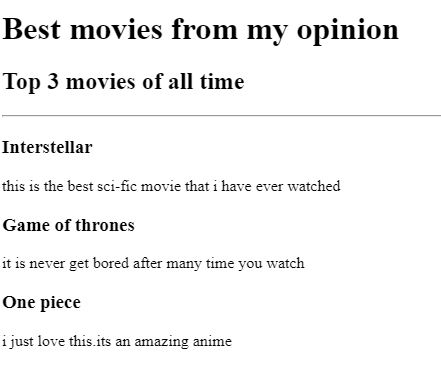 Best movies from my opinion
Top 3 movies of all time
Interstellar
this is the best sci-fic movie that i have ever watched
Game of thrones
it is never get bored after many time you watch
One piece
i just love this.its an amazing anime